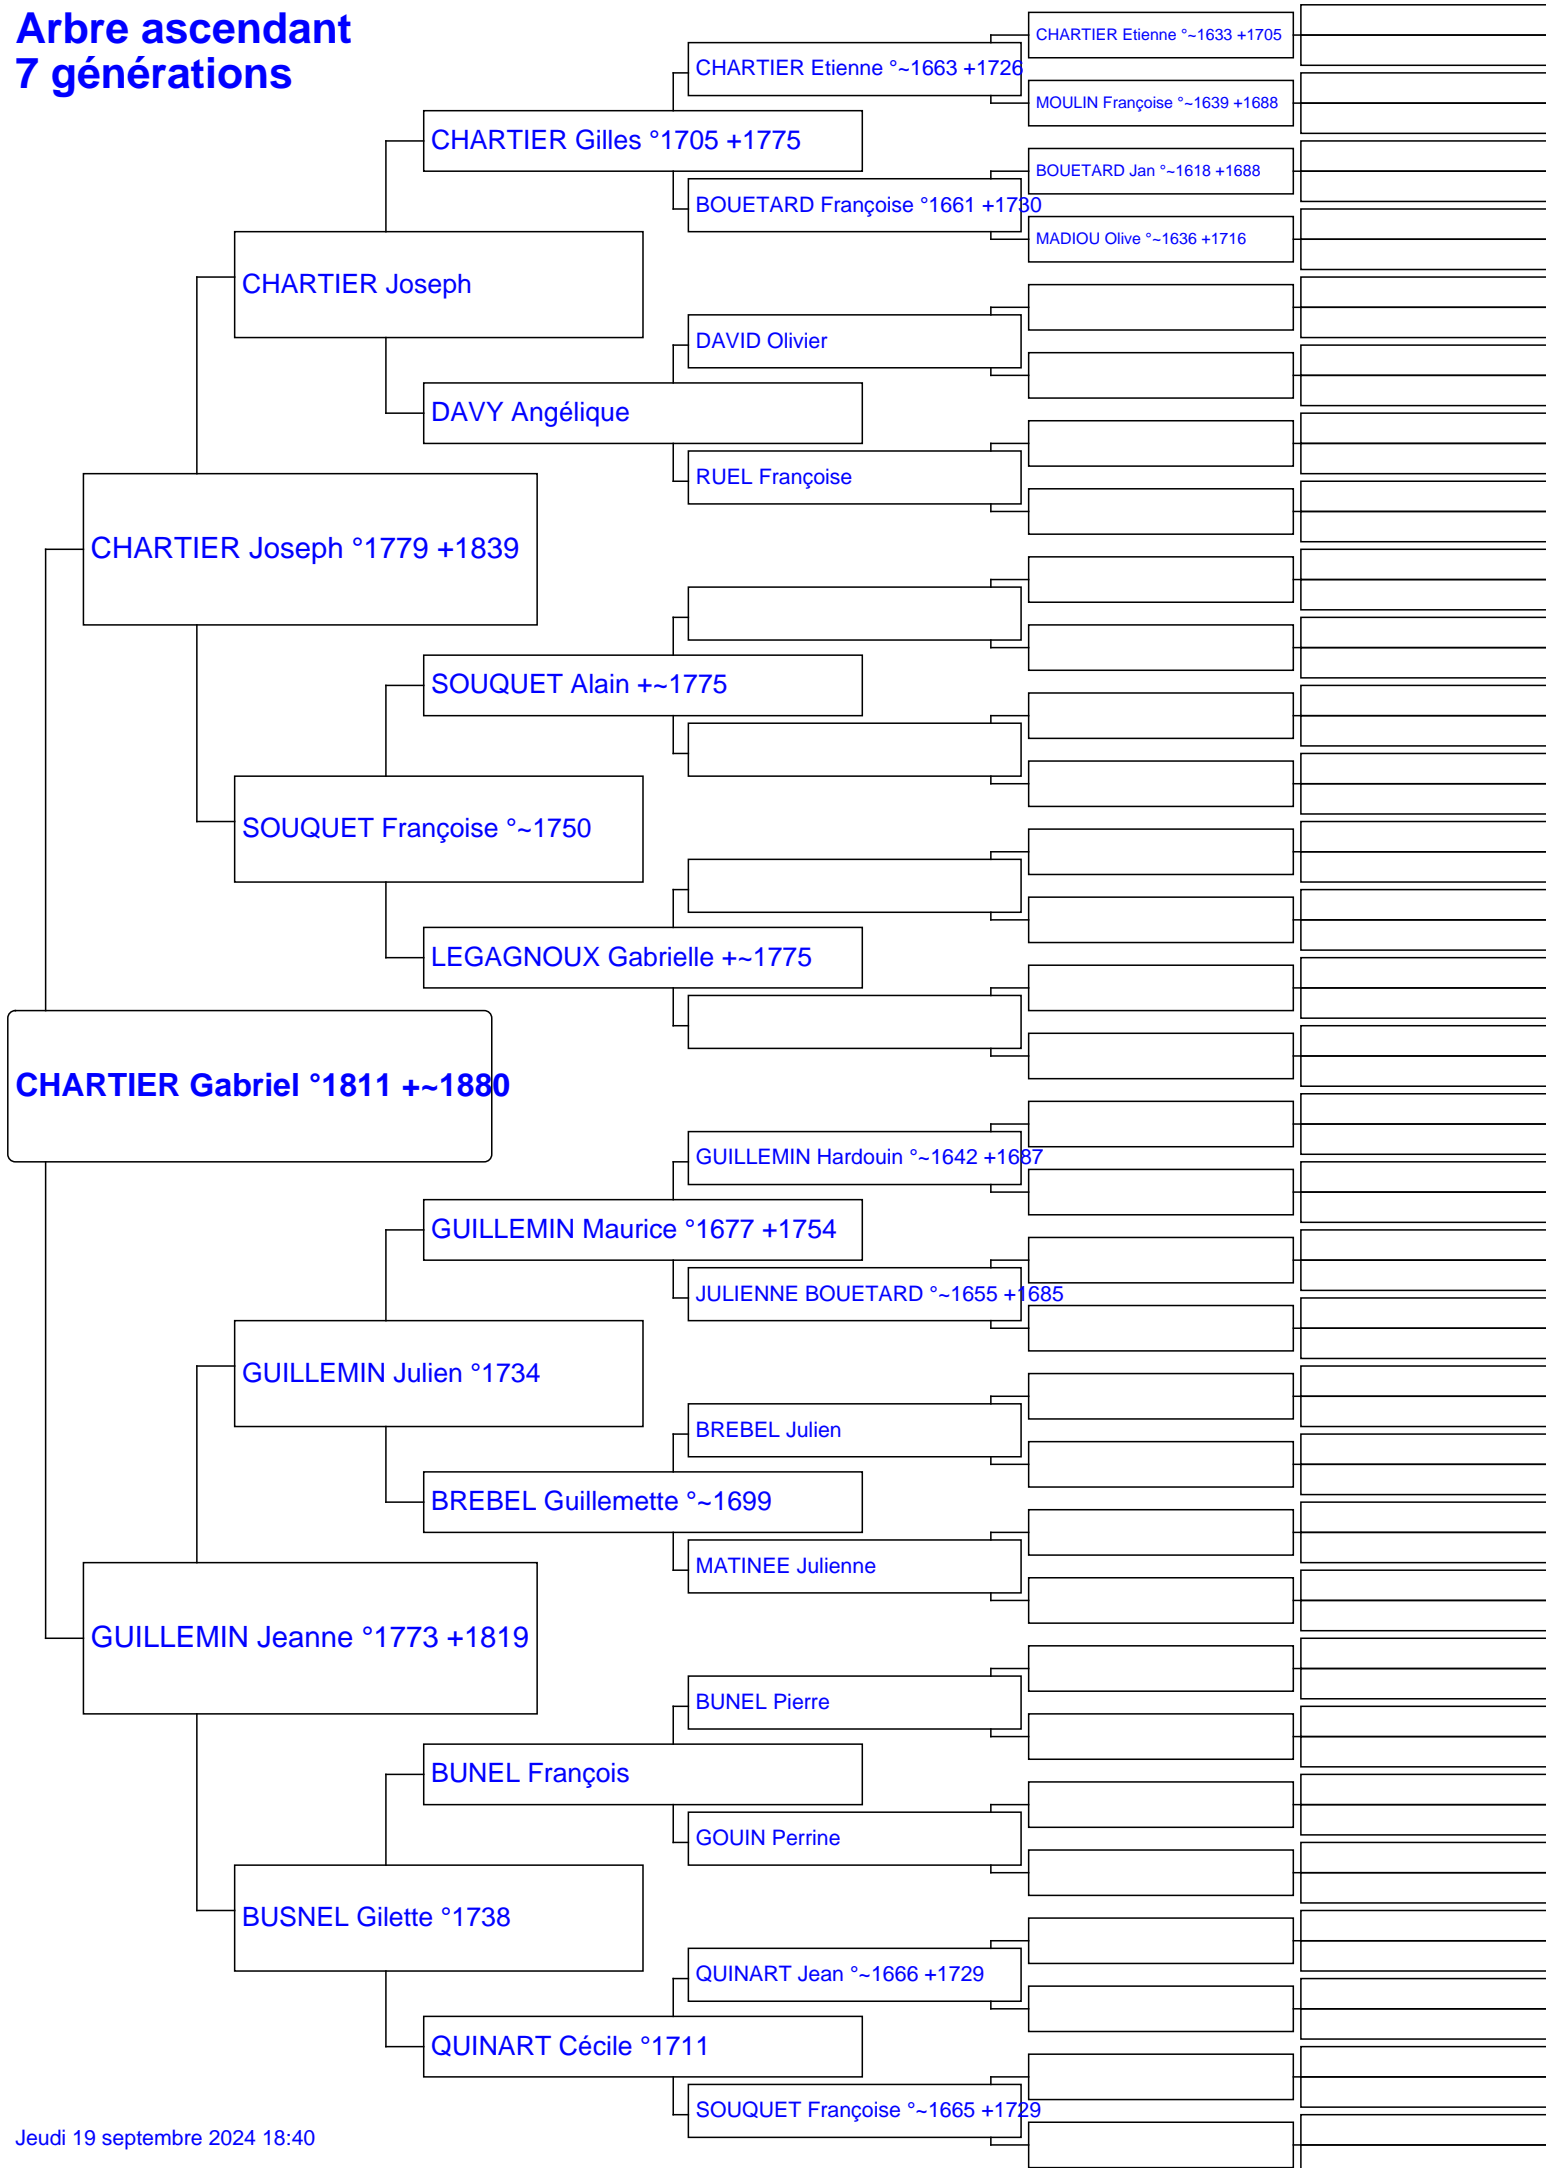 Arbre ascendant
7 générations
CHARTIER Etienne °~1633 +1705
CHARTIER Etienne °~1663 +1726
MOULIN Françoise °~1639 +1688
CHARTIER Gilles °1705 +1775
BOUETARD Jan °~1618 +1688
BOUETARD Françoise °1661 +1730
MADIOU Olive °~1636 +1716
CHARTIER Joseph
DAVID Olivier
DAVY Angélique
RUEL Françoise
CHARTIER Joseph °1779 +1839
SOUQUET Alain +~1775
SOUQUET Françoise °~1750
LEGAGNOUX Gabrielle +~1775
CHARTIER Gabriel °1811 +~1880
GUILLEMIN Hardouin °~1642 +1687
GUILLEMIN Maurice °1677 +1754
JULIENNE BOUETARD °~1655 +1685
GUILLEMIN Julien °1734
BREBEL Julien
BREBEL Guillemette °~1699
MATINEE Julienne
GUILLEMIN Jeanne °1773 +1819
BUNEL Pierre
BUNEL François
GOUIN Perrine
BUSNEL Gilette °1738
QUINART Jean °~1666 +1729
QUINART Cécile °1711
SOUQUET Françoise °~1665 +1729
Jeudi 19 septembre 2024 18:40